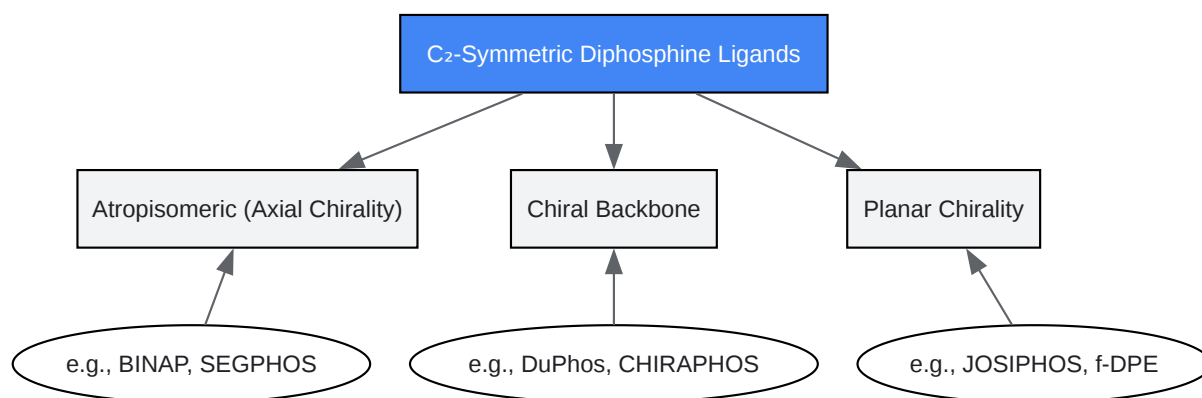 C₂-Symmetric Diphosphine Ligands
Atropisomeric (Axial Chirality)
Chiral Backbone
Planar Chirality
e.g., BINAP, SEGPHOS
e.g., DuPhos, CHIRAPHOS
e.g., JOSIPHOS, f-DPE